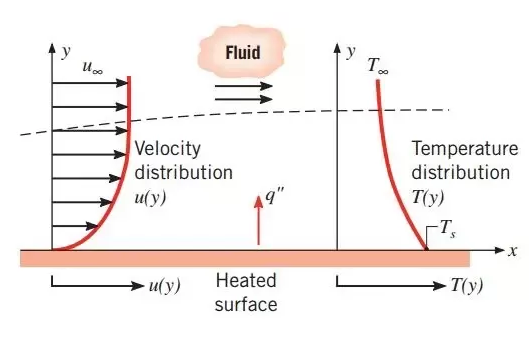 Fluid
y
u∞
y
T∞
Velocity
distribution
u(y)
q"
Temperature
distribution
T(y)
Ts
x
u(y)
Heated
surface
T(y)